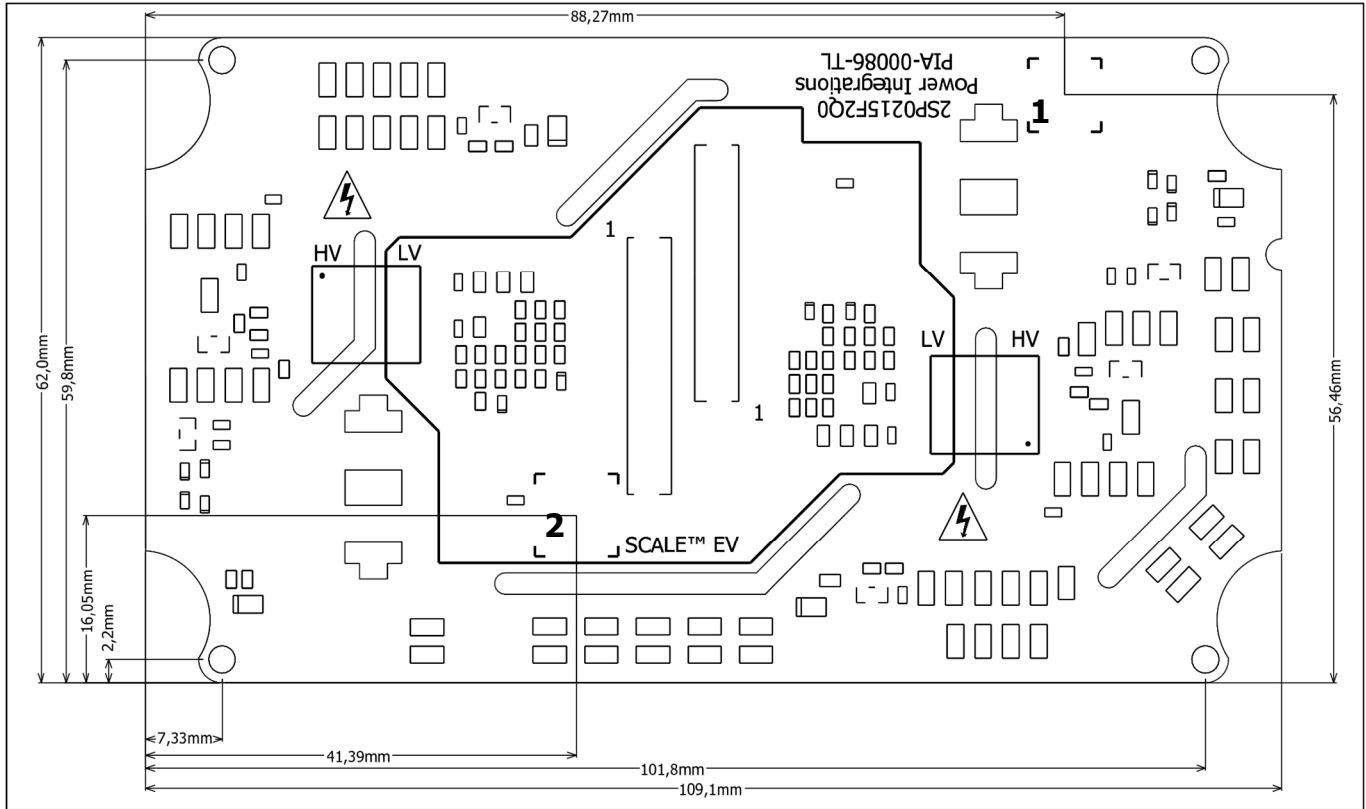 88,27mm
PIA-00086-TL
Power Integrations
2SP0215F2Q0
1
1
HV LV
62,0mm
59,8mm
LV HV
56,46mm
1
2
SCALE™ EV
16,05mm
2,2mm
7,33mm
41,39mm
101,8mm
109,1mm